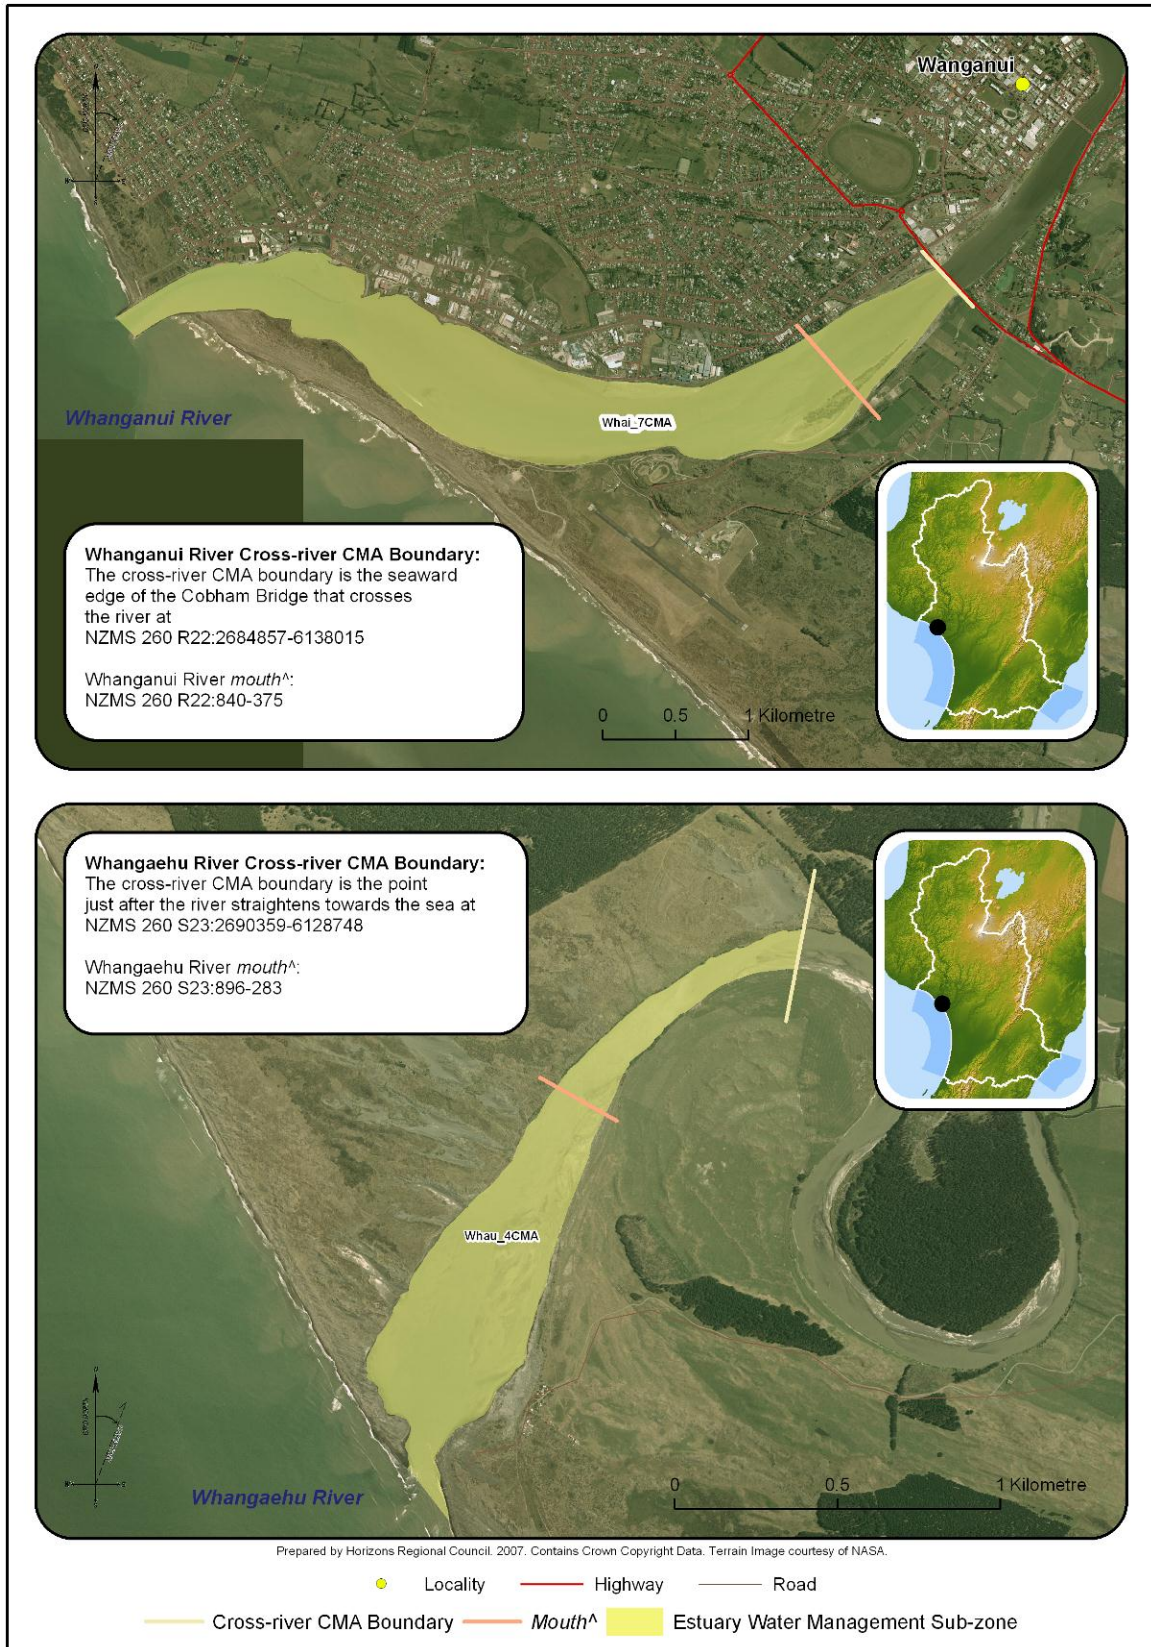 Wanganui
Whai_7CMA
Whanganui River
Whanganui River Cross-river CMA Boundary:
The cross-river CMA boundary is the seaward
edge of the Cobham Bridge that crosses
the river at
NZMS 260 R22:2684857-6138015
Whanganui River mouth^:
NZMS 260 R22:840-375
0 0.5 1 Kilometre
Whangaehu River Cross-river CMA Boundary:
The cross-river CMA boundary is the point
just after the river straightens towards the sea at
NZMS 260 S23:2690359-6128748
Whangaehu River mouth^:
NZMS 260 S23:896-283
Whau_4CMA
Whangaehu River
0 0.5 1 Kilometre
Prepared by Horizons Regional Council. 2007. Contains Crown Copyright Data. Terrain Image courtesy of NASA.
Locality Highway Road
Cross-river CMA Boundary Mouth^ Estuary Water Management Sub-zone